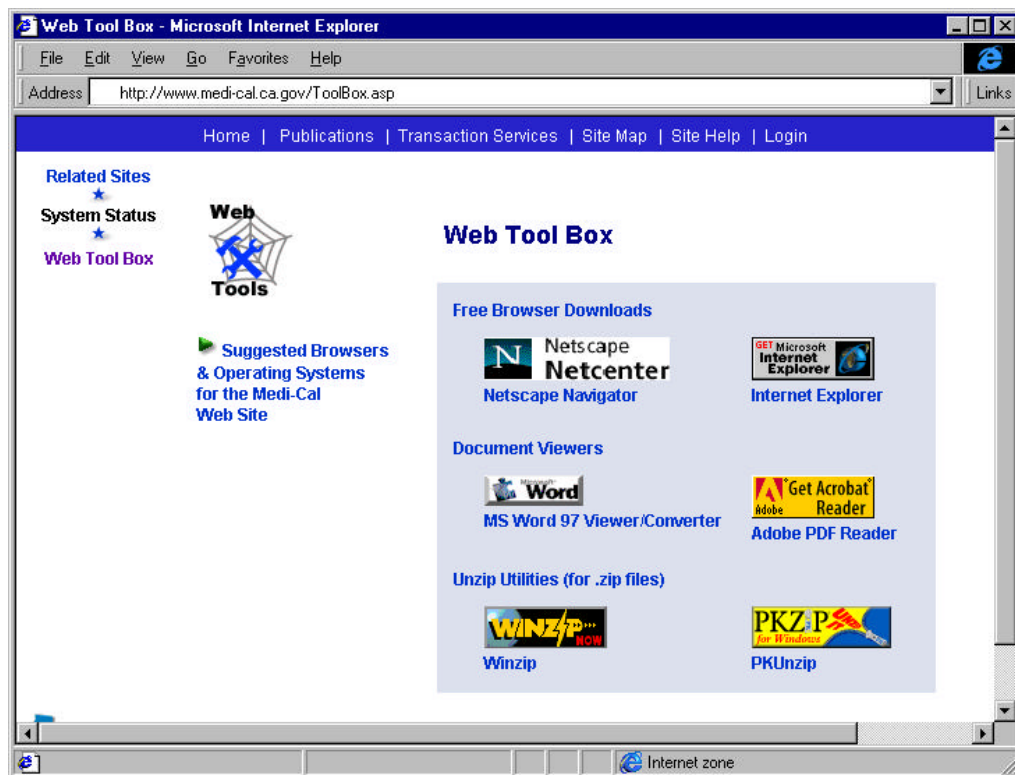 Web Tool Box - Microsoft Internet Explorer
File Edit View Go Favorites Help
Address http://www.medi-cal.ca.gov/ToolBox.asp Links
Home | Publications | Transaction Services | Site Map | Site Help | Login
Related Sites
System Status
Web Tool Box
Web
Tools
Suggested Browsers
& Operating Systems
for the Medi-Cal
Web Site
Web Tool Box
Free Browser Downloads
N Netscape
Netcenter
Netscape Navigator
GET Microsoft
Internet
Explorer
Internet Explorer
Document Viewers
Microsoft
Word
MS Word 97 Viewer/Converter
Adobe
Get Acrobat
Reader
Adobe PDF Reader
Unzip Utilities (for .zip files)
WINZIP
NOW
Winzip
PKZIP
for Windows
PKUnzip
Internet zone